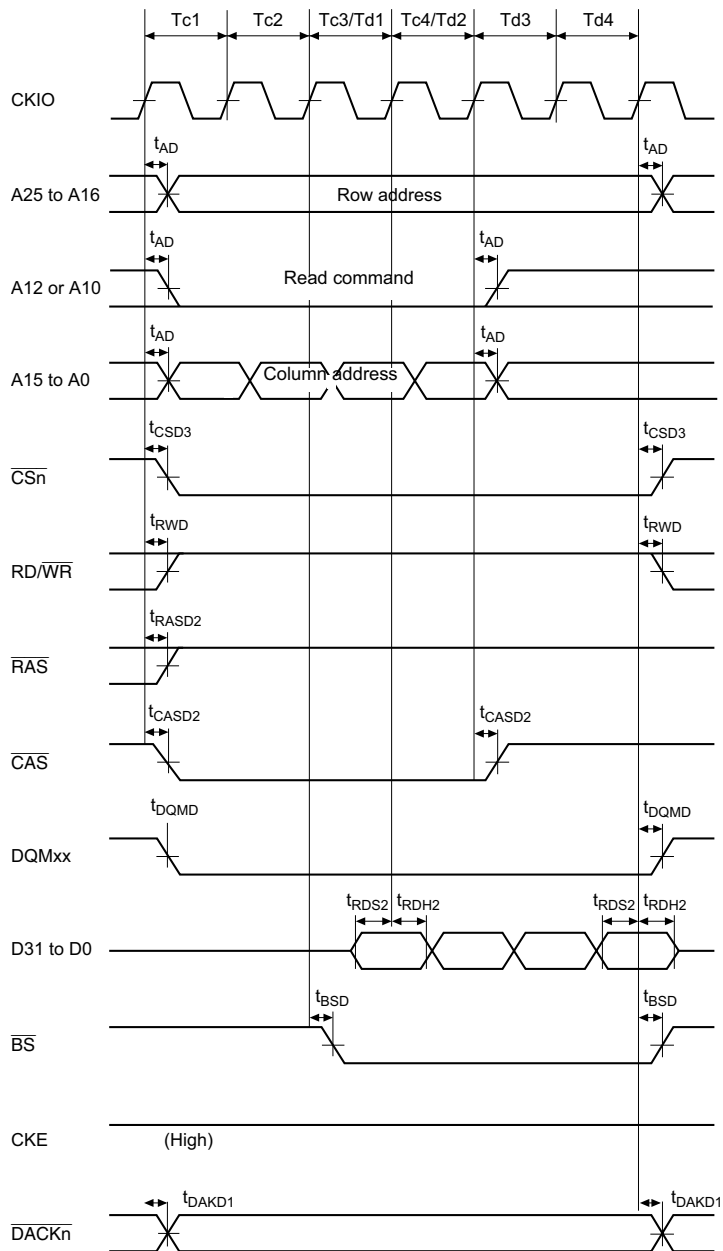 Tc1 Tc2 Tc3/Td1 Tc4/Td2 Td3 Td4
CKIO
tAD tAD
A25 to A16 Row address
tAD tAD
A12 or A10 Read command
tAD tAD
A15 to A0 Column address
tCSD3 tCSD3
CSn
tRWD tRWD
RD/WR
tRASD2
RAS
tCASD2 tCASD2
CAS
tDQMD tDQMD
DQMxx
tRDS2 tRDH2 tRDS2 tRDH2
D31 to D0
tBSD tBSD
BS
CKE (High)
tDAKD1 tDAKD1
DACKn